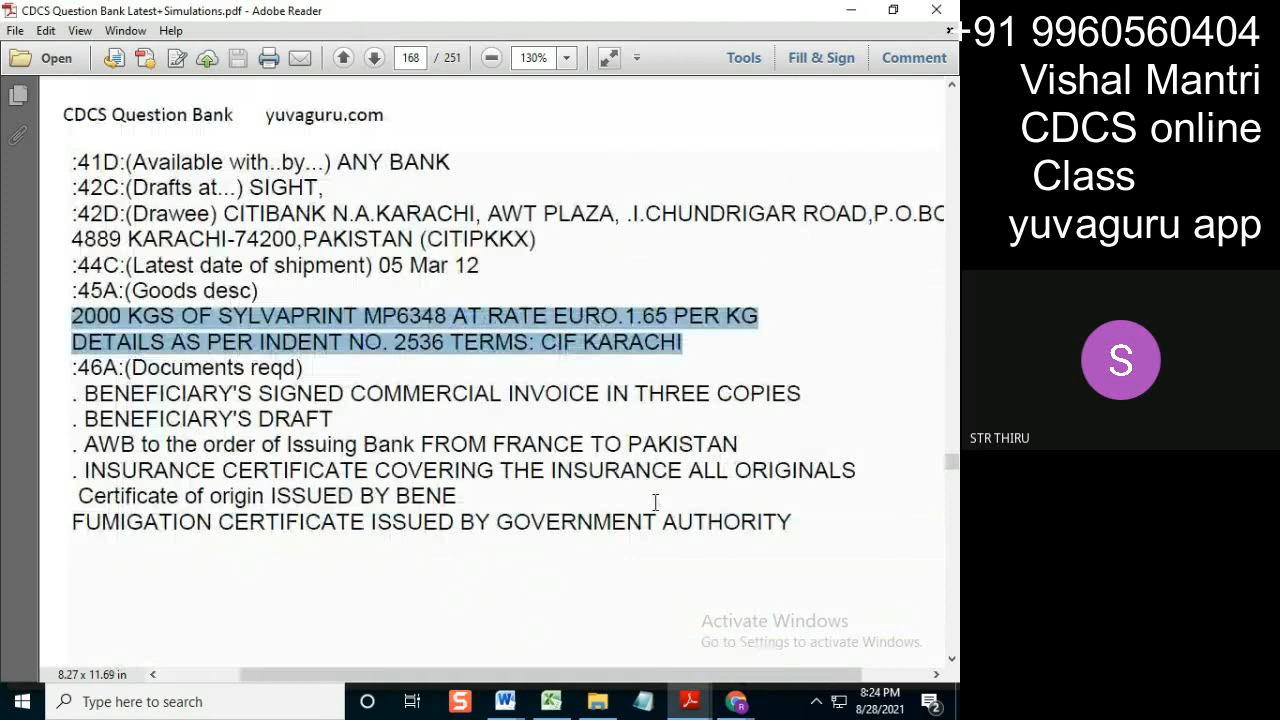 CDCS Question Bank Latest+Simulations.pdf - Adobe Reader
File Edit View Window Help
Open 168 / 251 130% Tools Fill & Sign Comment
CDCS Question Bank yuvaguru.com
:41D:(Available with..by...) ANY BANK
:42C:(Drafts at...) SIGHT,
:42D:(Drawee) CITIBANK N.A.KARACHI, AWT PLAZA, .I.CHUNDRIGAR ROAD,P.O.BO
4889 KARACHI-74200,PAKISTAN (CITIPKKX)
:44C:(Latest date of shipment) 05 Mar 12
:45A:(Goods desc)
2000 KGS OF SYLVAPRINT MP6348 AT RATE EURO.1.65 PER KG
DETAILS AS PER INDENT NO. 2536 TERMS: CIF KARACHI
:46A:(Documents reqd)
. BENEFICIARY'S SIGNED COMMERCIAL INVOICE IN THREE COPIES
. BENEFICIARY'S DRAFT
. AWB to the order of Issuing Bank FROM FRANCE TO PAKISTAN
. INSURANCE CERTIFICATE COVERING THE INSURANCE ALL ORIGINALS
Certificate of origin ISSUED BY BENE
FUMIGATION CERTIFICATE ISSUED BY GOVERNMENT AUTHORITY
Activate Windows
Go to Settings to activate Windows.
8.27 x 11.69 in
Type here to search
8:24 PM
8/28/2021
2
+91 9960560404
Vishal Mantri
CDCS online
Class
yuvaguru app
S
STR THIRU